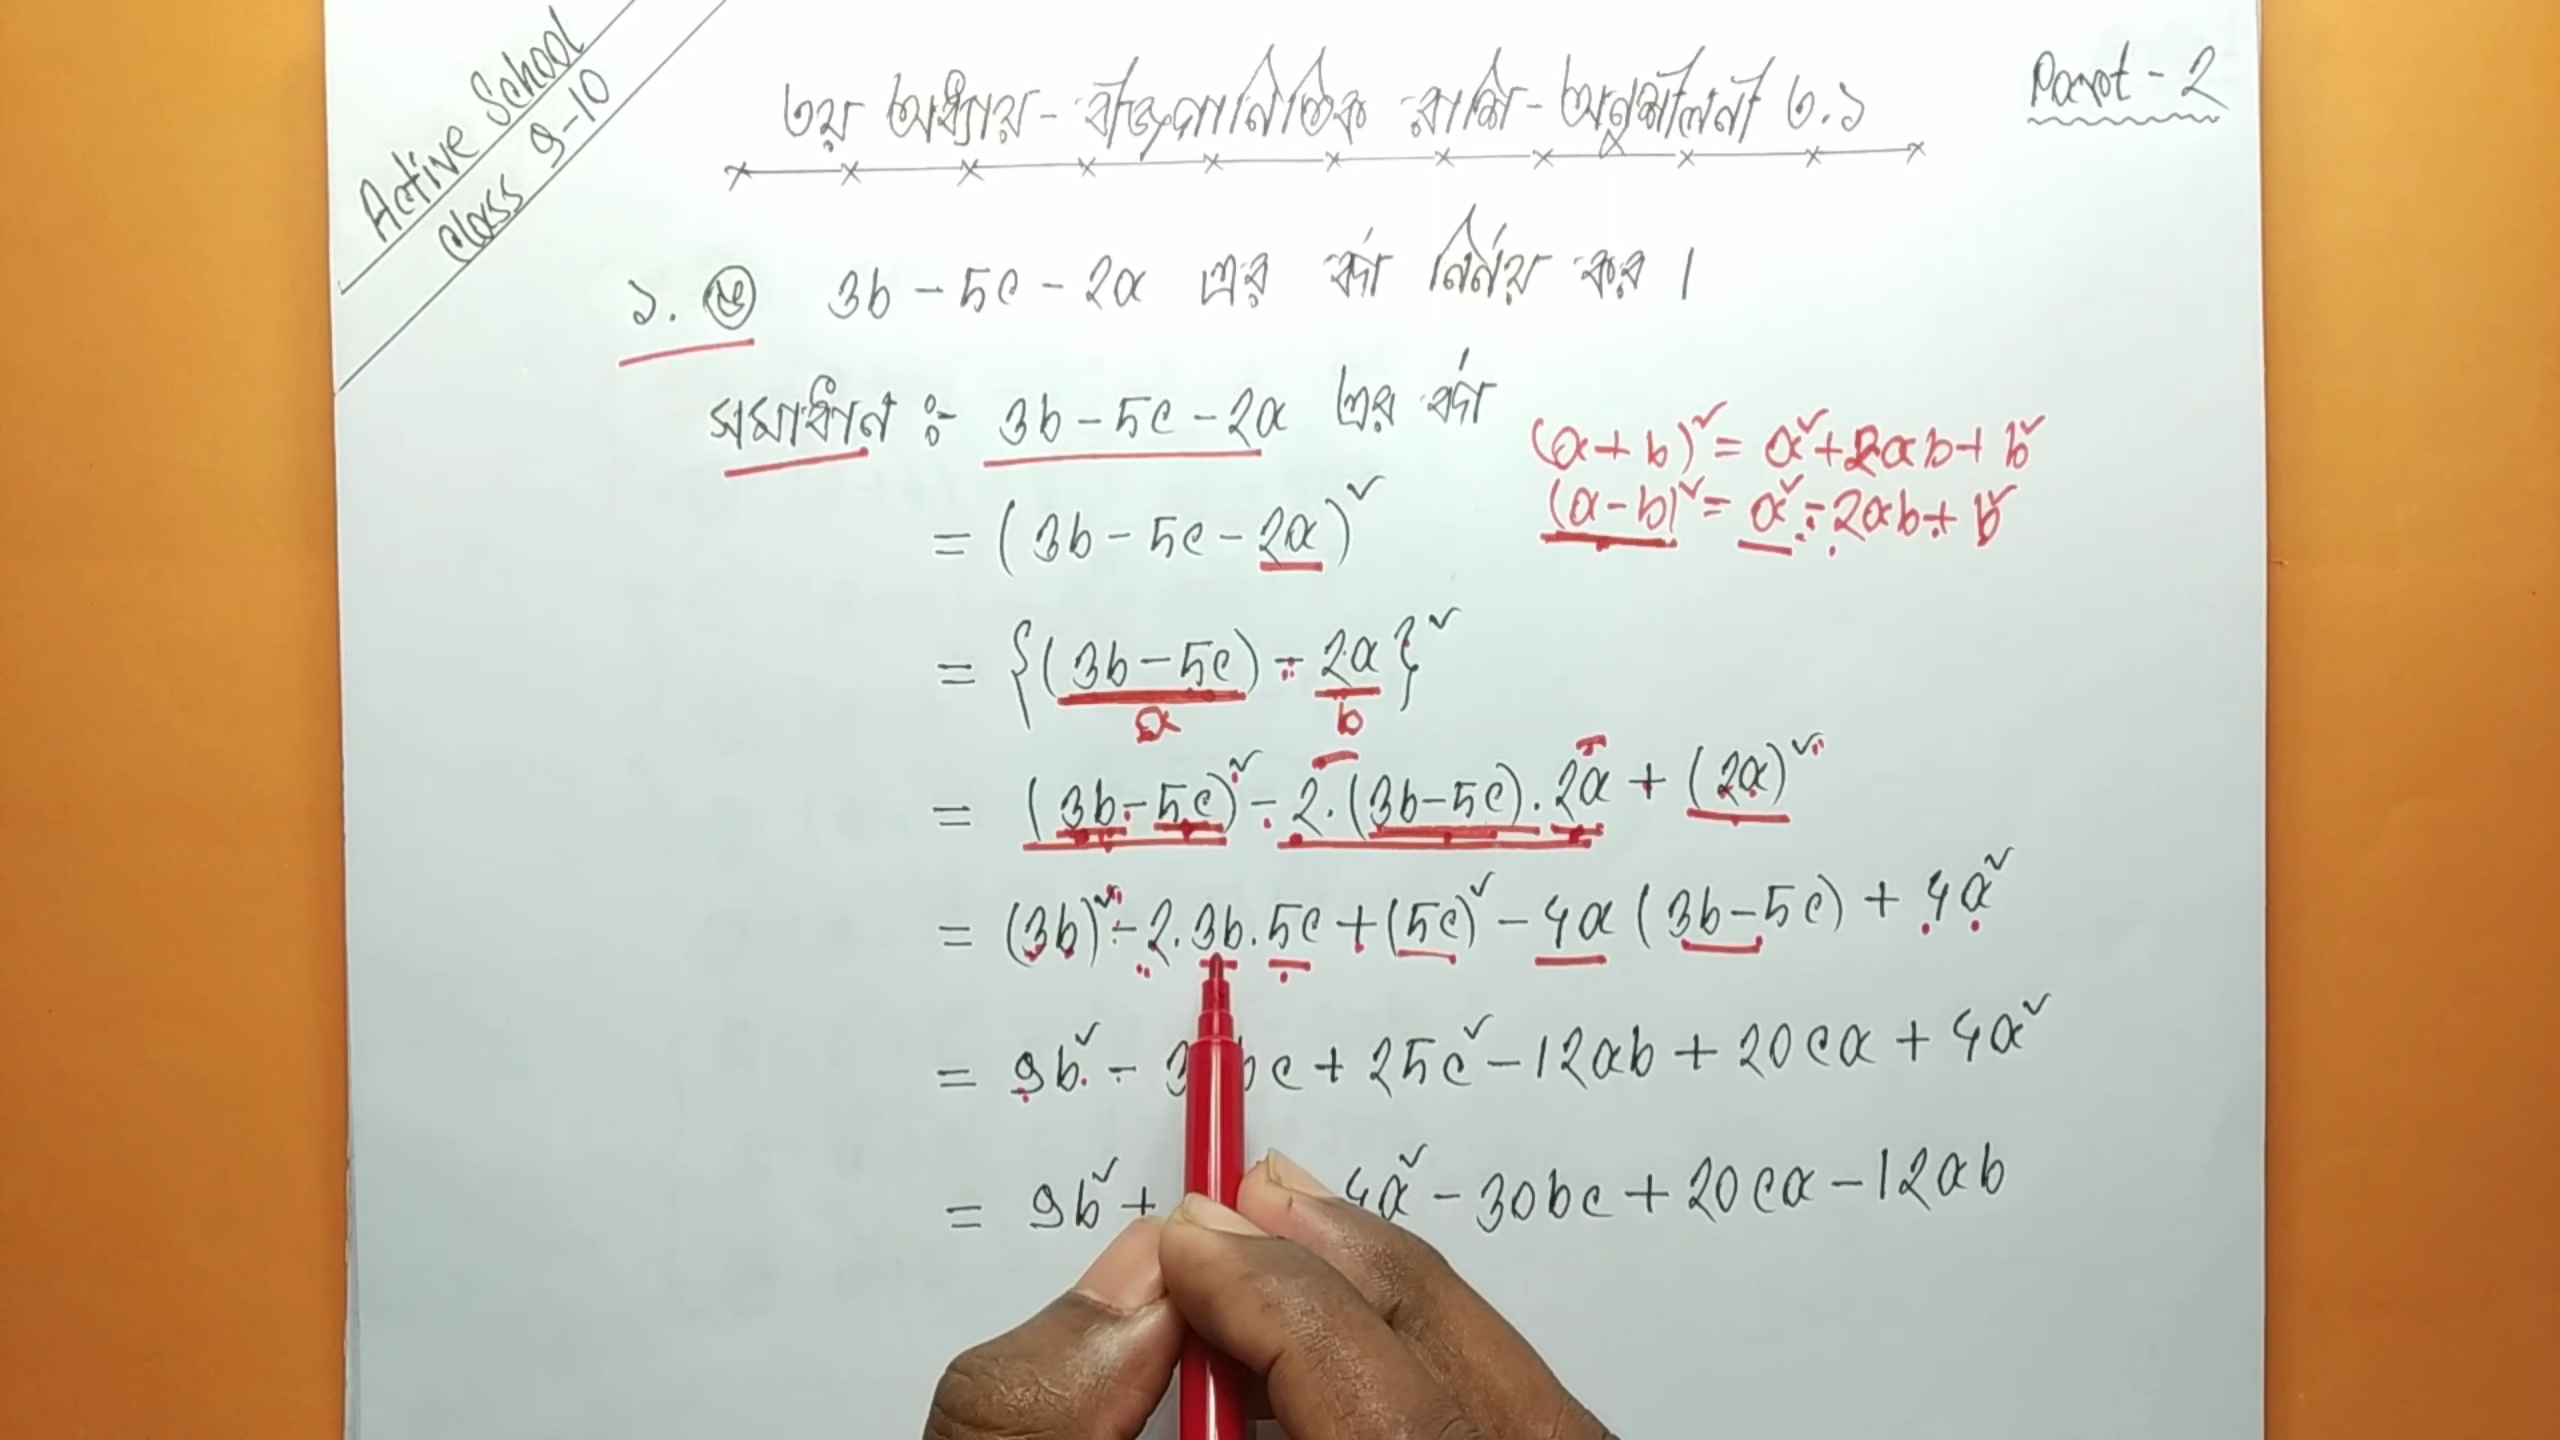 Active School
Class 9-10
৩য় অধ্যায় - বীজগানিতিক রাশি - অনুশীলনী ৩.১
Part - 2
১. ঙ 3b - 5c - 2a এর বর্গ নির্ণয় কর।
সমাধান ঃ- 3b - 5c - 2a এর বর্গ
(a + b)² = a² + 2ab + b²
(a - b)² = a² - 2ab + b²
= (3b - 5c - 2a)²
= {(3b - 5c) - 2a}²
a b
= (3b - 5c)² - 2.(3b - 5c).2a + (2a)²
= (3b)² - 2.3b.5c + (5c)² - 4a (3b - 5c) + 4a²
= 9b² - 3 bc + 25c² - 12ab + 20ca + 4a²
= 9b² + 4a² - 30bc + 20ca - 12ab